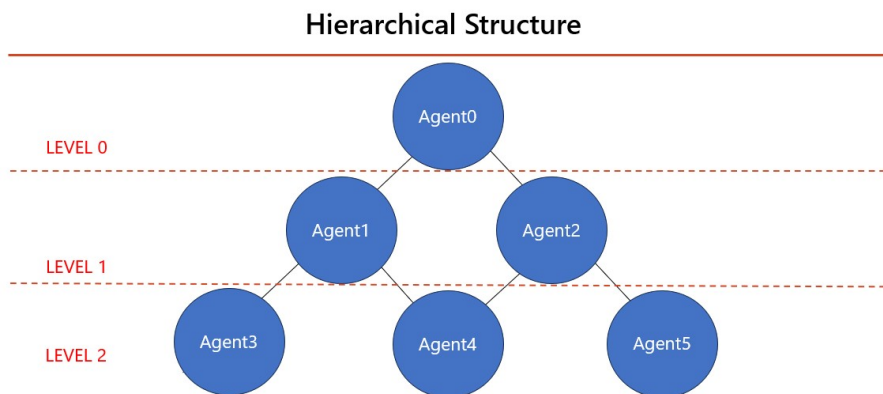 Hierarchical Structure
Agent0
LEVEL 0
Agent1
Agent2
LEVEL 1
Agent3
Agent4
Agent5
LEVEL 2